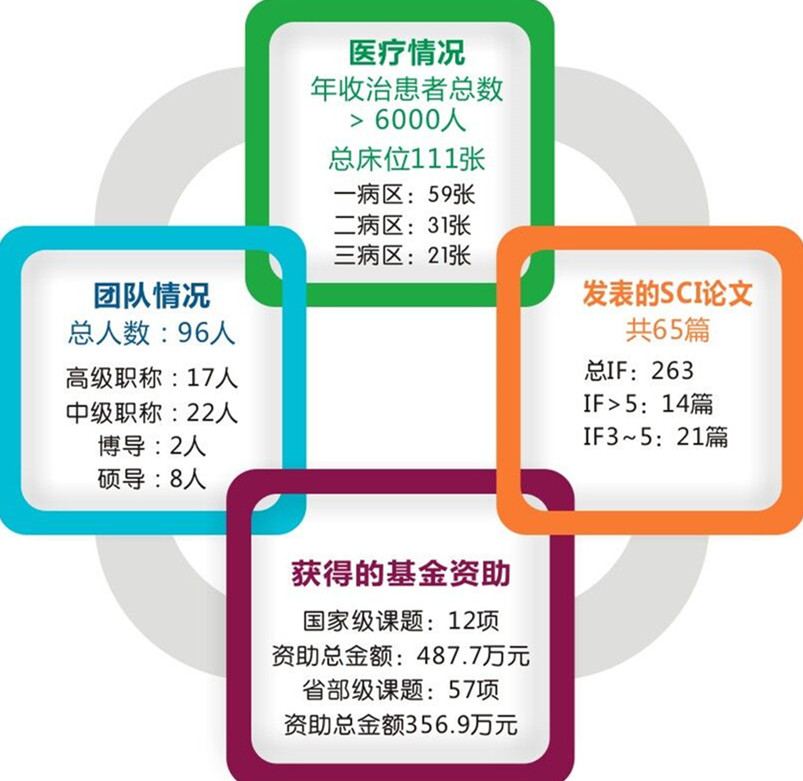 医疗情况
年收治患者总数
> 6000人
总床位111张
一病区：59张
二病区：31张
三病区：21张
团队情况
总人数：96人
高级职称：17人
中级职称：22人
博导：2人
硕导：8人
发表的SCI论文
共65篇
总IF：263
IF>5：14篇
IF3~5：21篇
获得的基金资助
国家级课题：12项
资助总金额：487.7万元
省部级课题：57项
资助总金额356.9万元